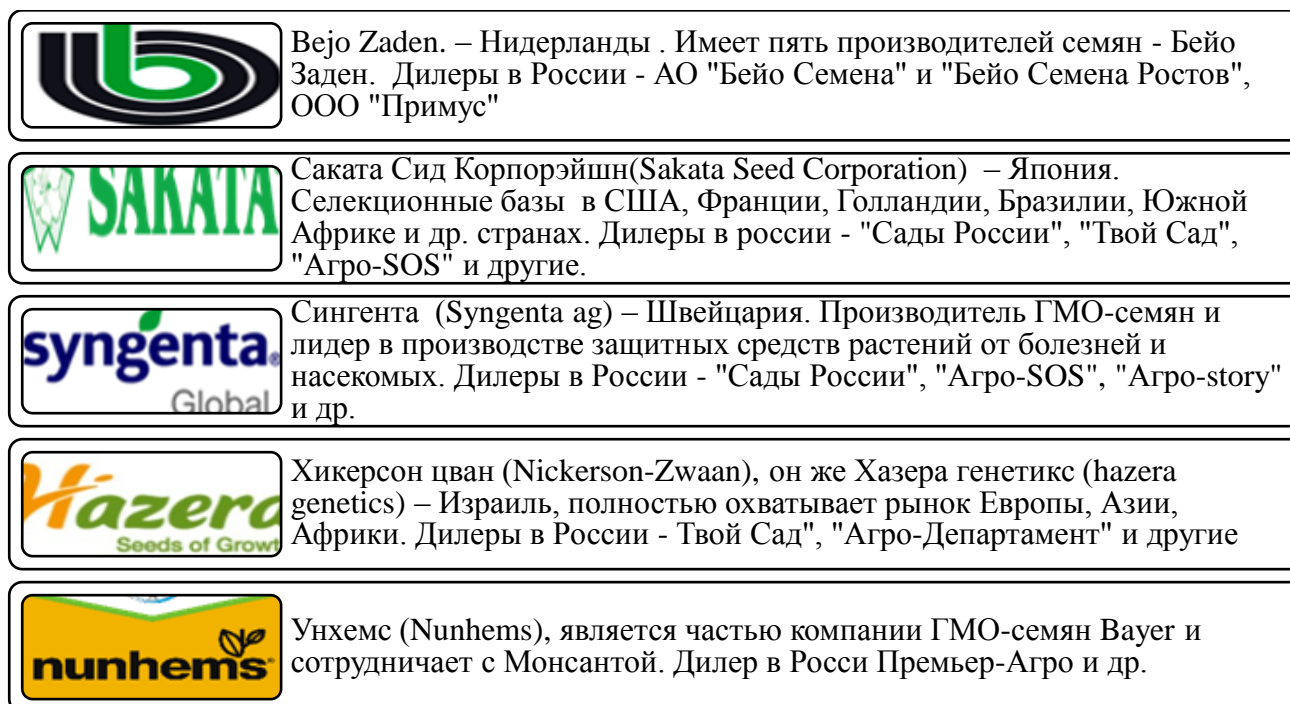 b
Bejo Zaden. – Нидерланды . Имеет пять производителей семян - Бейо
Заден.  Дилеры в России - АО "Бейо Семена" и "Бейо Семена Ростов",
ООО "Примус"
SAKATA
Саката Сид Корпорэйшн(Sakata Seed Corporation)  – Япония.
Селекционные базы  в США, Франции, Голландии, Бразилии, Южной
Африке и др. странах. Дилеры в россии - "Сады России", "Твой Сад",
"Агро-SOS" и другие.
syngenta®
Global
Сингента  (Syngenta ag) – Швейцария. Производитель ГМО-семян и
лидер в производстве защитных средств растений от болезней и
насекомых. Дилеры в России - "Сады России", "Агро-SOS", "Агро-story"
и др.
Hazera
Seeds of Growt
Хикерсон цван (Nickerson-Zwaan), он же Хазера генетикс (hazera
genetics) – Израиль, полностью охватывает рынок Европы, Азии,
Африки. Дилеры в России - Твой Сад", "Агро-Департамент" и другие
nunhems
Унхемс (Nunhems), является частью компании ГМО-семян Bayer и
сотрудничает с Монсантой. Дилер в Росси Премьер-Агро и др.